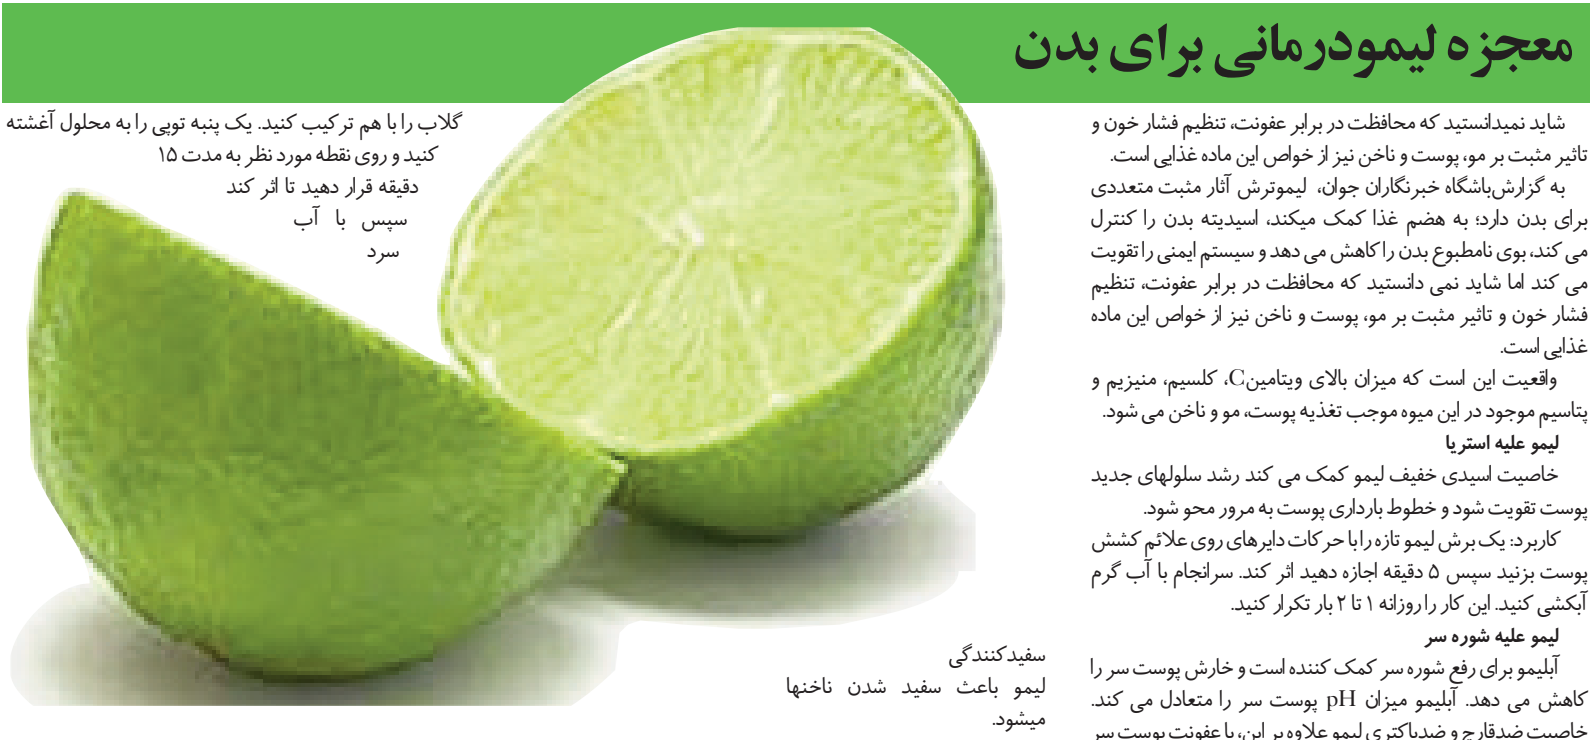 معجزه لیمودرمانی برای بدن
شاید نمیدانستید که محافظت در برابر عفونت، تنظیم فشار خون و
تاثیر مثبت بر مو، پوست و ناخن نیز از خواص این ماده غذایی است.
به گزارش‌باشگاه خبرنگاران جوان، لیموترش آثار مثبت متعددی
برای بدن دارد؛ به هضم غذا کمک میکند، اسیدیته بدن را کنترل
می کند، بوی نامطبوع بدن را کاهش می دهد و سیستم ایمنی را تقویت
می کند اما شاید نمی دانستید که محافظت در برابر عفونت، تنظیم
فشار خون و تاثیر مثبت بر مو، پوست و ناخن نیز از خواص این ماده
غذایی است.
واقعیت این است که میزان بالای ویتامینC، کلسیم، منیزیم و
پتاسیم موجود در این میوه موجب تغذیه پوست، مو و ناخن می شود.
لیمو علیه استریا
خاصیت اسیدی خفیف لیمو کمک می کند رشد سلولهای جدید
پوست تقویت شود و خطوط بارداری پوست به مرور محو شود.
کاربرد: یک برش لیمو تازه را با حرکات دایرهای روی علائم کشش
پوست بزنید سپس ۵ دقیقه اجازه دهید اثر کند. سرانجام با آب گرم
آبکشی کنید. این کار را روزانه ۱ تا ۲ بار تکرار کنید.
لیمو علیه شوره سر
آبلیمو برای رفع شوره سر کمک کننده است و خارش پوست سر را
کاهش می دهد. آبلیمو میزان pH پوست سر را متعادل می کند.
خاصیت ضدقارچ و ضدباکتری لیمو علاوه بر این، با عفونت پوست سر
سفیدکنندگی
لیمو باعث سفید شدن ناخنها
میشود.
گلاب را با هم ترکیب کنید. یک پنبه توپی را به محلول آغشته
کنید و روی نقطه مورد نظر به مدت ۱۵
دقیقه قرار دهید تا اثر کند
سپس با آب
سرد